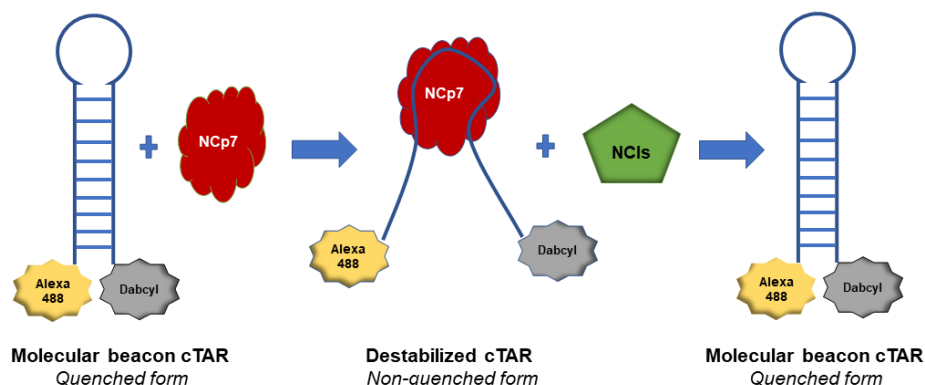 NCp7
NCp7
NCIs
Alexa
488
Dabcyl
Alexa
488
Dabcyl
Alexa
488
Dabcyl
Molecular beacon cTAR
Quenched form
Destabilized cTAR
Non-quenched form
Molecular beacon cTAR
Quenched form